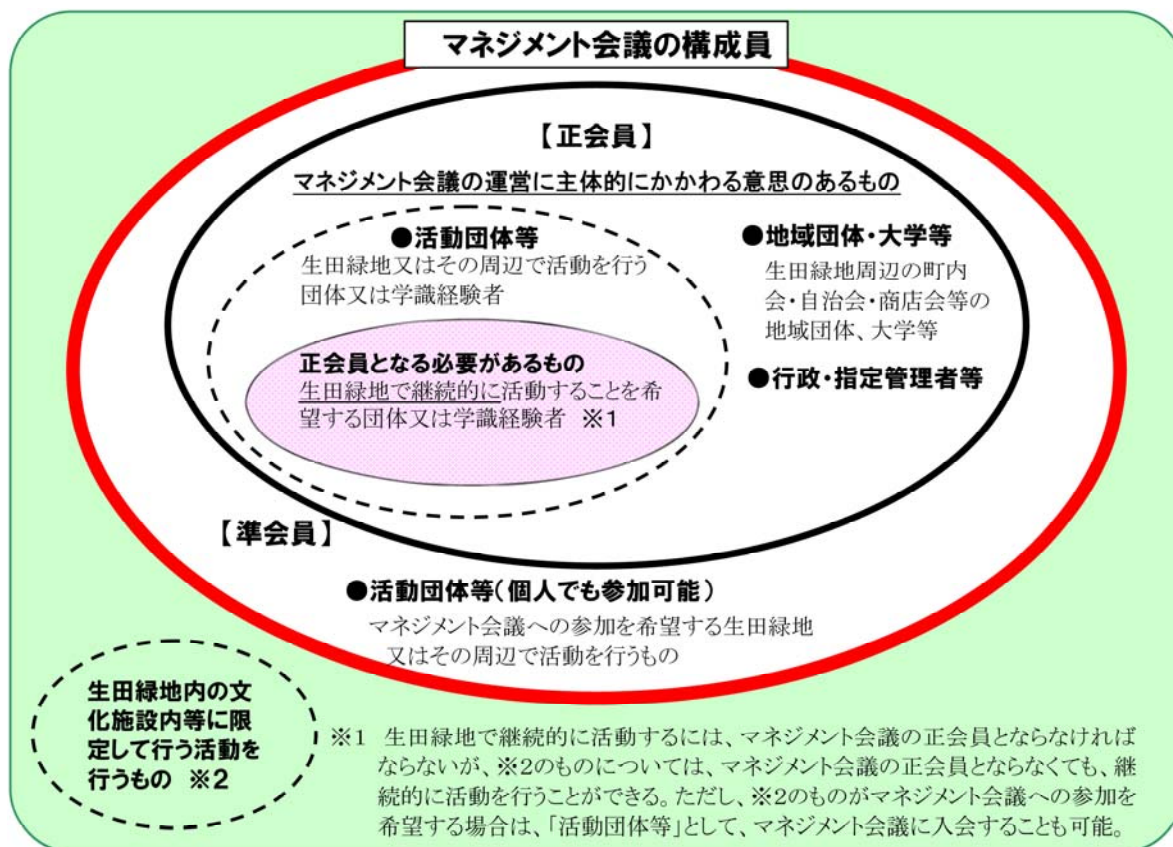 マネジメント会議の構成員
【正会員】
マネジメント会議の運営に主体的にかかわる意思のあるもの
●活動団体等
生田緑地又はその周辺で活動を行う
団体又は学識経験者
正会員となる必要があるもの
生田緑地で継続的に活動することを希
望する団体又は学識経験者 ※1
●地域団体・大学等
生田緑地周辺の町内
会・自治会・商店会等の
地域団体、大学等
●行政・指定管理者等
【準会員】
●活動団体等(個人でも参加可能)
マネジメント会議への参加を希望する生田緑地
又はその周辺で活動を行うもの
生田緑地内の文
化施設内等に限
定して行う活動を
行うもの ※2
※1 生田緑地で継続的に活動するには、マネジメント会議の正会員とならなければ
ならないが、※2のものについては、マネジメント会議の正会員とならなくても、継
続的に活動を行うことができる。ただし、※2のものがマネジメント会議への参加を
希望する場合は、「活動団体等」として、マネジメント会議に入会することも可能。